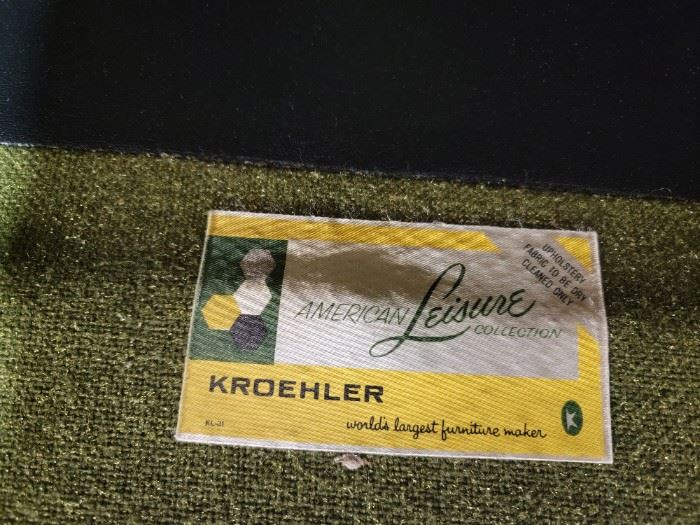 UPHOLSTERY
FABRIC TO BE DRY
CLEANED ONLY
AMERICAN Leisure
COLLECTION
KROEHLER
world's largest furniture maker
K